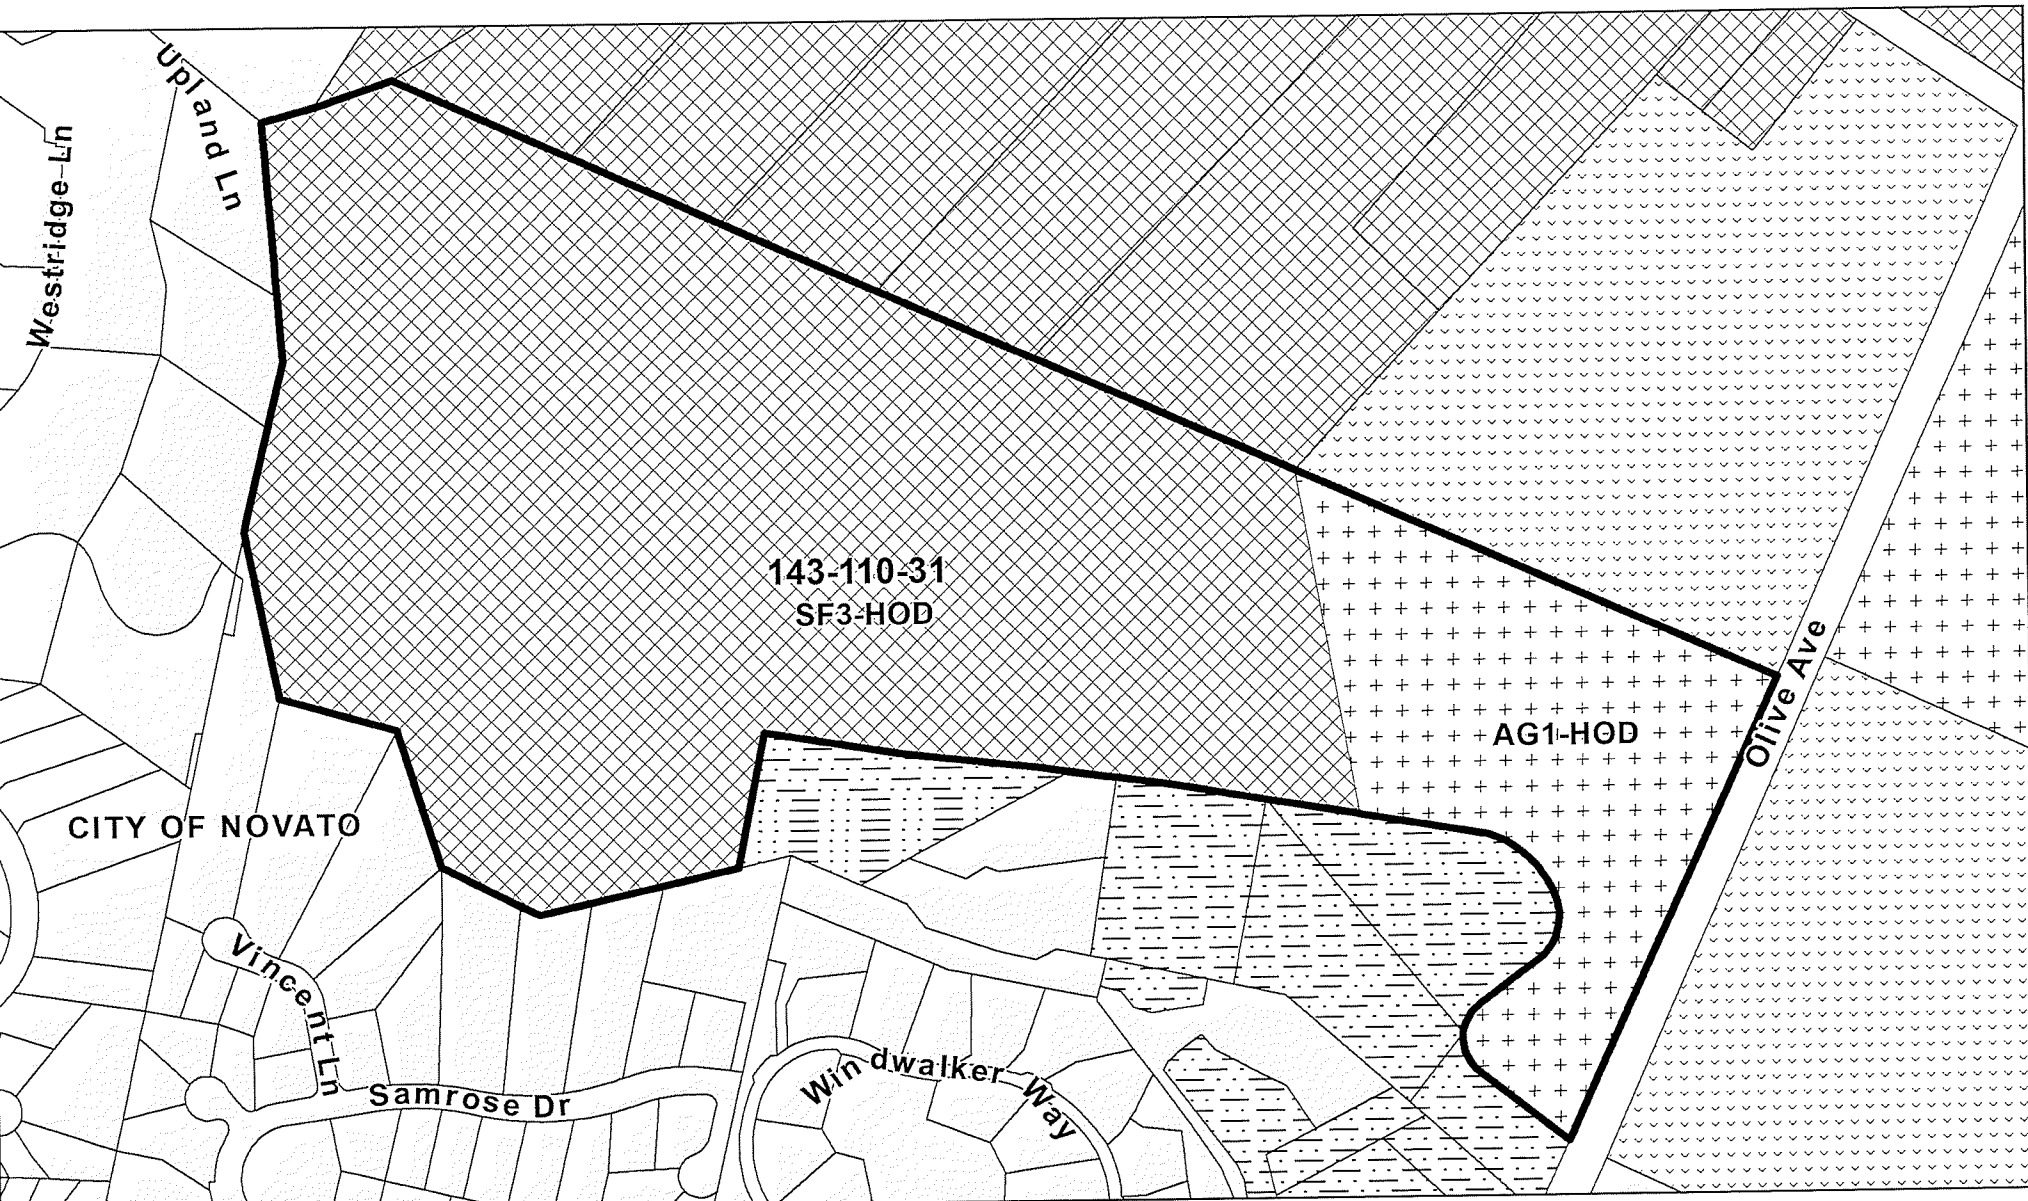 Upland Ln
Westridge Ln
143-110-31
SF3-HOD
Olive Ave
AG1-HOD
CITY OF NOVATO
Vincent Ln
Samrose Dr
Windwalker Way